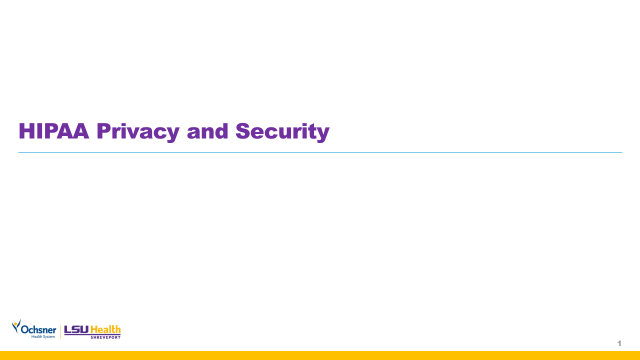 HIPAA Privacy and Security
Ochsner
Health System
LSU Health
SHREVEPORT
1